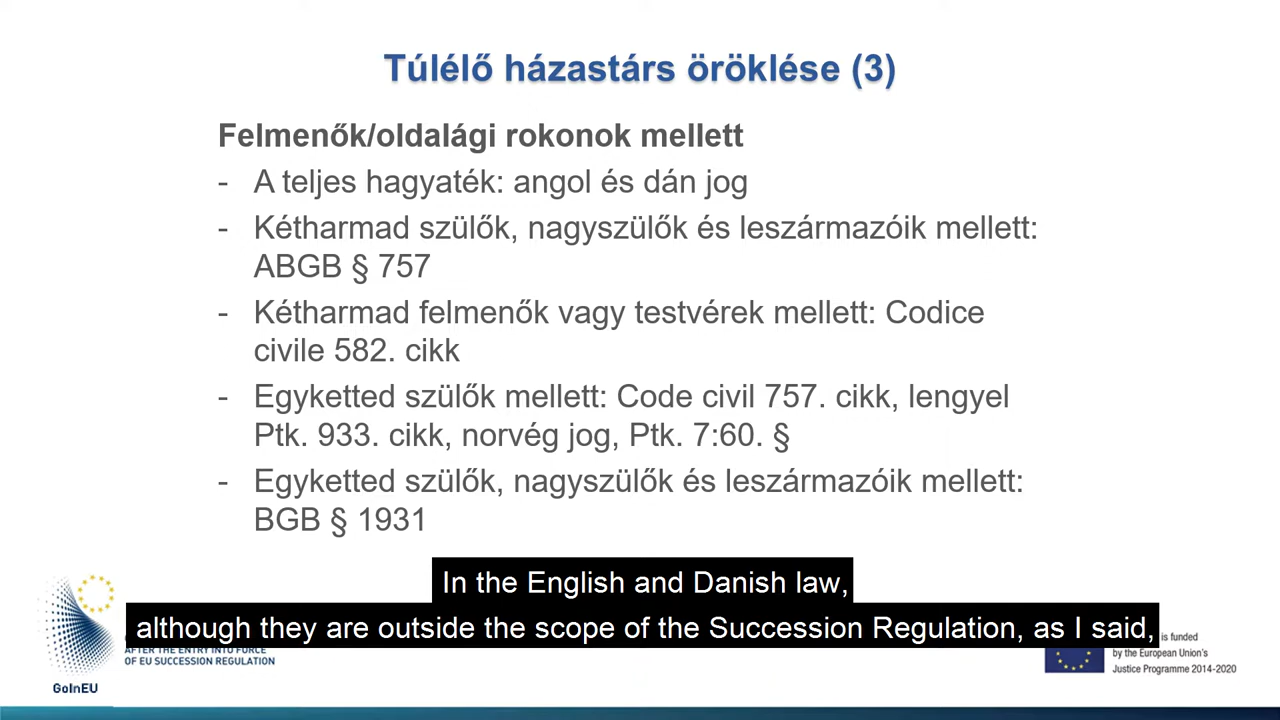 Túlélő házastárs öröklése (3)
Felmenők/oldalági rokonok mellett
- A teljes hagyaték: angol és dán jog
- Kétharmad szülők, nagyszülők és leszármazóik mellett:
ABGB § 757
- Kétharmad felmenők vagy testvérek mellett: Codice
civile 582. cikk
- Egyketted szülők mellett: Code civil 757. cikk, lengyel
Ptk. 933. cikk, norvég jog, Ptk. 7:60. §
- Egyketted szülők, nagyszülők és leszármazóik mellett:
BGB § 1931
In the English and Danish law,
although they are outside the scope of the Succession Regulation, as I said,
AFTER THE ENTRY INTO FORCE
OF EU SUCCESSION REGULATION
GoInEU
is funded
by the European Union's
Justice Programme 2014-2020